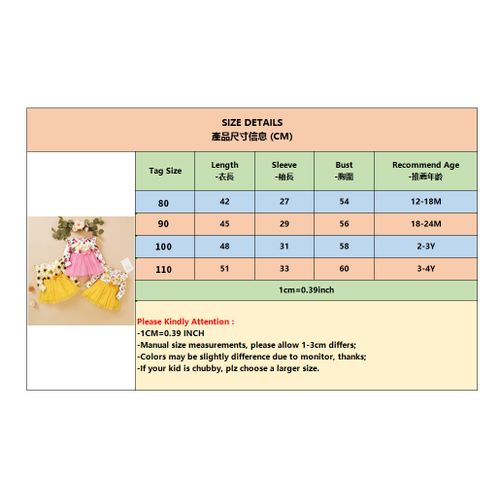 SIZE DETAILS
產品尺寸信息 (CM)
Tag Size Length -衣長 Sleeve -袖長 Bust -胸圍 Recommend Age -推薦年齡
80 42 27 54 12-18M
90 45 29 56 18-24M
100 48 31 58 2-3Y
110 51 33 60 3-4Y
1cm=0.39inch
Please Kindly Attention :
-1CM=0.39 INCH
-Manual size measurements, please allow 1-3cm differs;
-Colors may be slightly difference due to monitor, thanks;
-If your kid is chubby, plz choose a larger size.